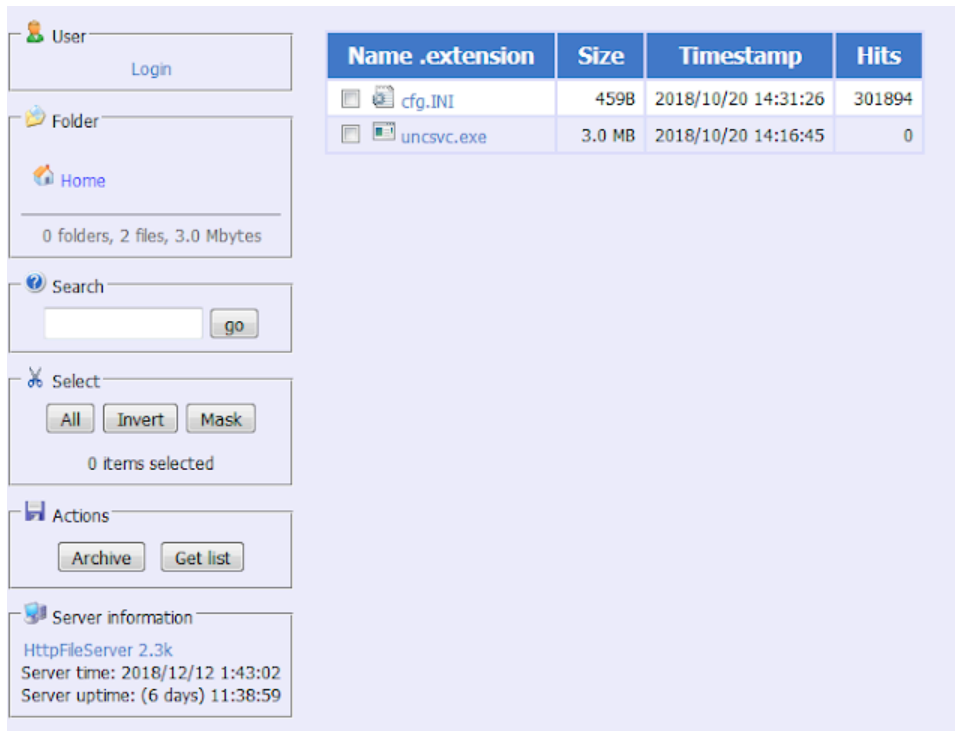 User
Login
Folder
Home
0 folders, 2 files, 3.0 Mbytes
Search
go
Select
All Invert Mask
0 items selected
Actions
Archive Get list
Server information
HttpFileServer 2.3k
Server time: 2018/12/12 1:43:02
Server uptime: (6 days) 11:38:59
Name .extension Size Timestamp Hits
cfg.INI 459B 2018/10/20 14:31:26 301894
uncsvc.exe 3.0 MB 2018/10/20 14:16:45 0